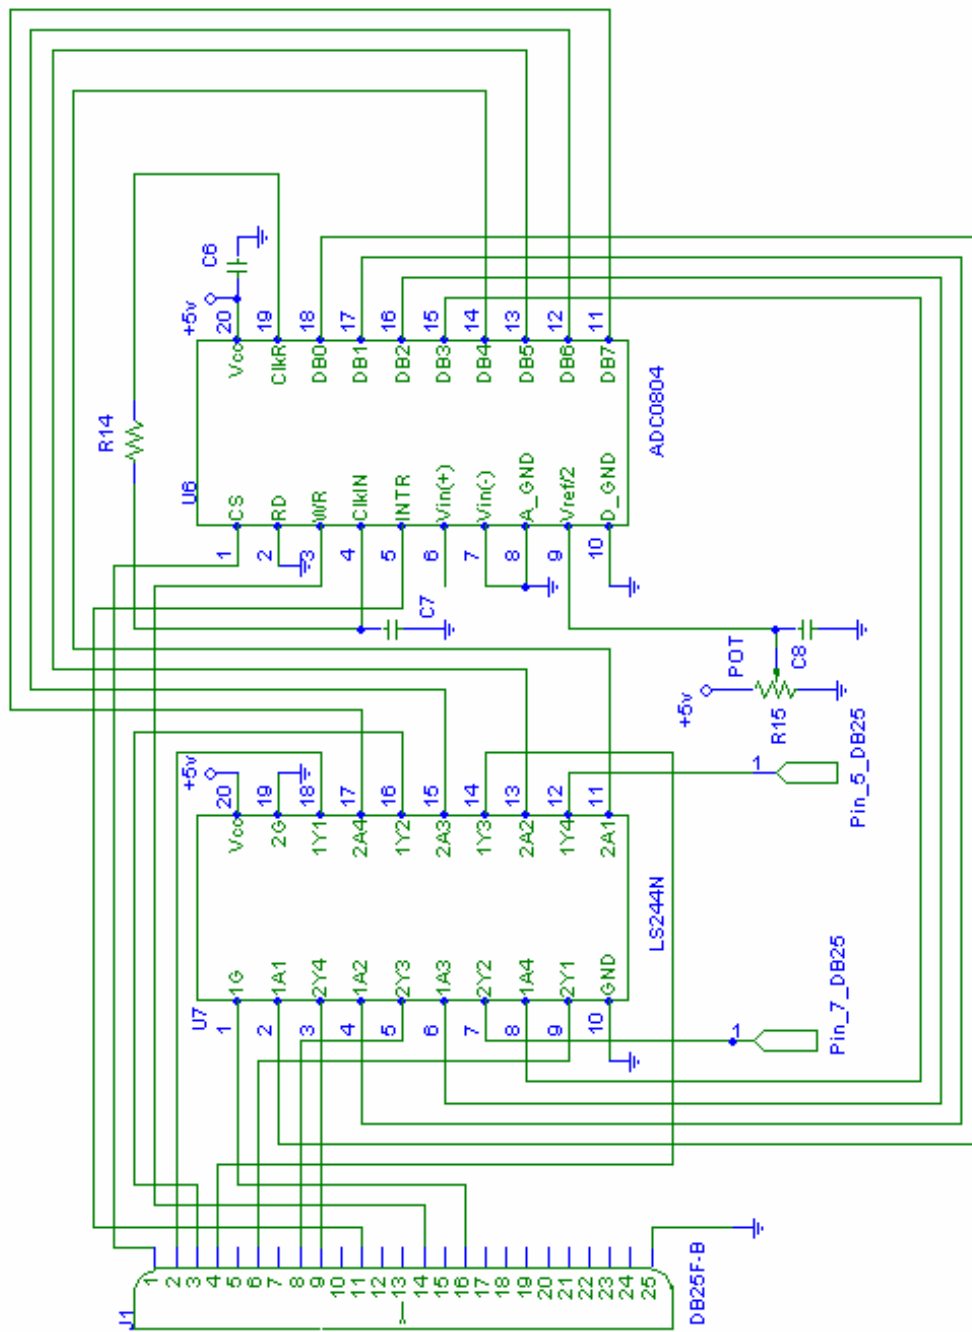 C6
+5v
20
19
18
17
16
15
14
13
12
11
Vcc
ClkR
DB0
DB1
DB2
DB3
DB4
DB5
DB6
DB7
R14
ADC0804
U6
CS
RD
WR
ClkIN
INTR
Vin(+)
Vin(-)
A_GND
Vref/2
D_GND
1
2
3
4
5
6
7
8
9
10
C7
POT
C8
+5v
R15
+5v
20
19
18
17
16
15
14
13
12
11
1
Pin_5_DB25
Vcc
2G
1Y1
2A4
1Y2
2A3
1Y3
2A2
1Y4
2A1
LS244N
U7
1G
1A1
2Y4
1A2
2Y3
1A3
2Y2
1A4
2Y1
GND
1
2
3
4
5
6
7
8
9
10
1
Pin_7_DB25
J1
1
2
3
4
5
6
7
8
9
10
11
12
13
14
15
16
17
18
19
20
21
22
23
24
25
DB25F-B